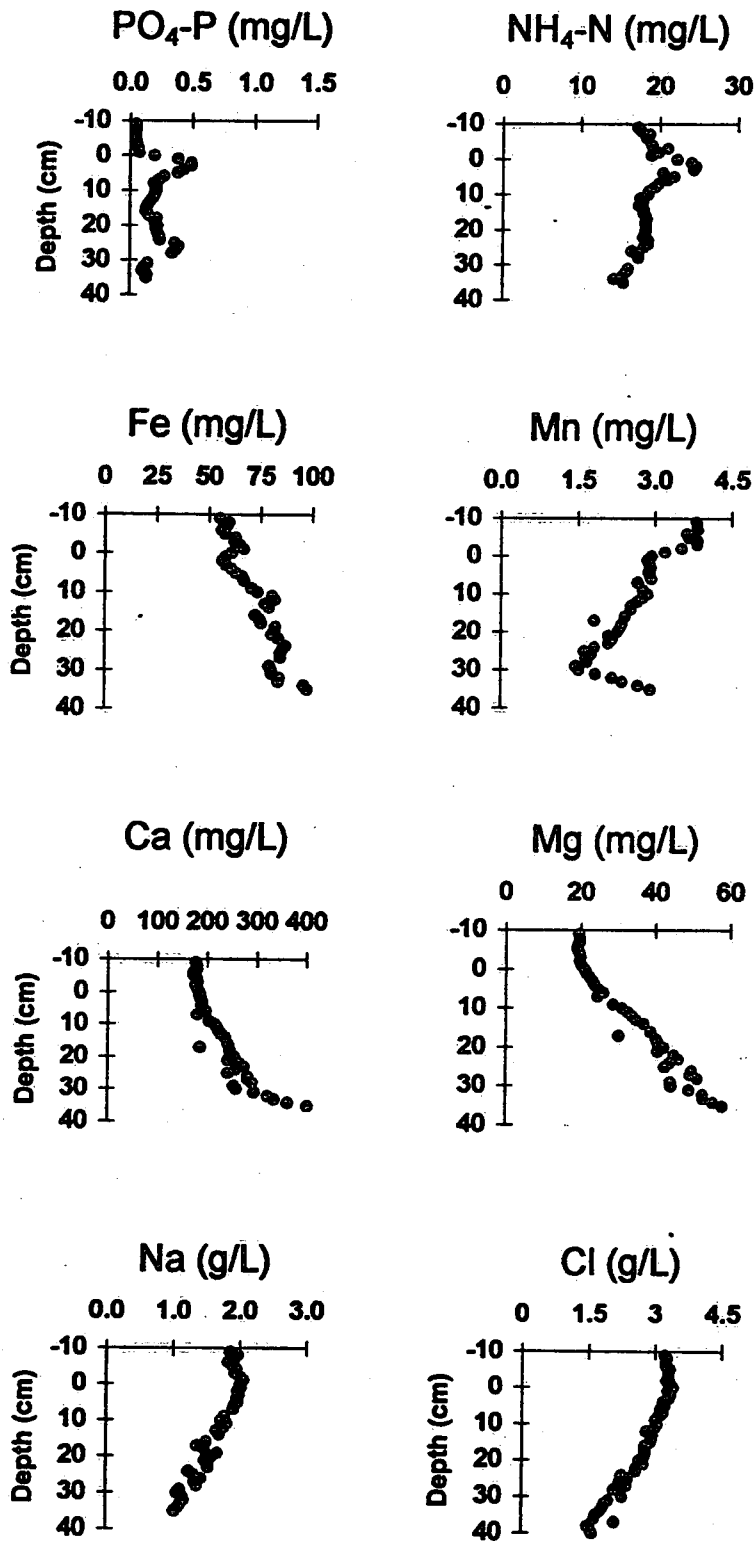 PO₄-P (mg/L)
0.0 0.5 1.0 1.5
-10
0
10
20
30
40
Depth (cm)
NH₄-N (mg/L)
0 10 20 30
-10
0
10
20
30
40
Fe (mg/L)
0 25 50 75 100
-10
0
10
20
30
40
Depth (cm)
Mn (mg/L)
0.0 1.5 3.0 4.5
-10
0
10
20
30
40
Ca (mg/L)
0 100 200 300 400
-10
0
10
20
30
40
Depth (cm)
Mg (mg/L)
0 20 40 60
-10
0
10
20
30
40
Na (g/L)
0.0 1.0 2.0 3.0
-10
0
10
20
30
40
Depth (cm)
Cl (g/L)
0 1.5 3 4.5
-10
0
10
20
30
40
Depth (cm)